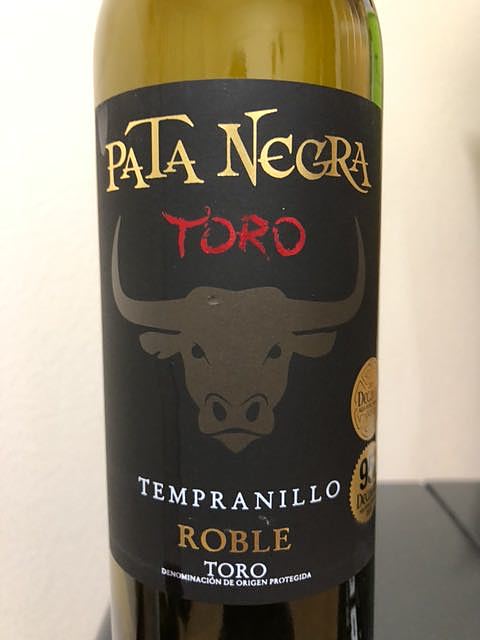 PATA NEGRA
TORO
TEMPRANILLO
ROBLE
TORO
DENOMINACIÓN DE ORIGEN PROTEGIDA